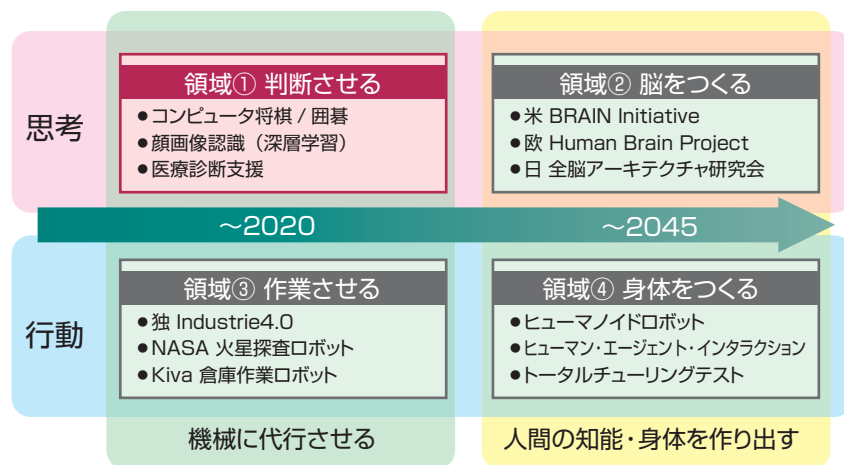 思考
領域① 判断させる
●コンピュータ将棋 / 囲碁
●顔画像認識（深層学習）
●医療診断支援
領域② 脳をつくる
●米 BRAIN Initiative
●欧 Human Brain Project
●日 全脳アーキテクチャ研究会
～2020
～2045
行動
領域③ 作業させる
●独 Industrie4.0
●NASA 火星探査ロボット
●Kiva 倉庫作業ロボット
領域④ 身体をつくる
●ヒューマノイドロボット
●ヒューマン・エージェント・インタラクション
●トータルチューリングテスト
機械に代行させる
人間の知能・身体を作り出す